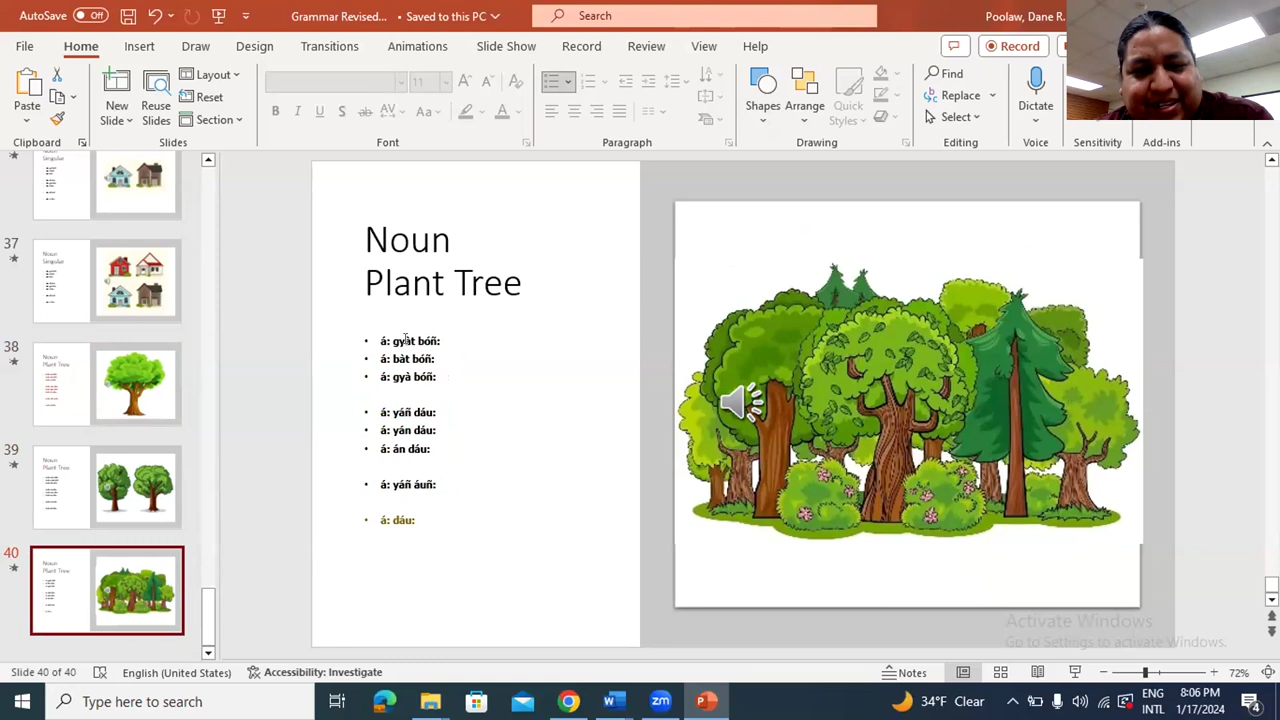 AutoSave Off
Grammar Revised... • Saved to this PC
Search
Poolaw, Dane R.
File Home Insert Draw Design Transitions Animations Slide Show Record Review View Help Record
Paste
New Slide
Reuse Slides
Layout
Reset
Section
11
Shapes
Arrange
Quick Styles
Find
Replace
Select
Dictate
Clipboard Slides Font Paragraph Drawing Editing Voice Sensitivity Add-ins
37
38
39
40
Noun
Plant Tree
á: gyàt bóñ:
á: bàt bóñ:
á: gyà bóñ:
á: yáñ dáu:
á: yán dáu:
á: án dáu:
á: yáñ áuñ:
á: dáu:
Activate Windows
Go to Settings to activate Windows.
Slide 40 of 40
English (United States)
Accessibility: Investigate
Notes
72%
Type here to search
zm
34°F Clear
ENG
INTL
8:06 PM
1/17/2024
4